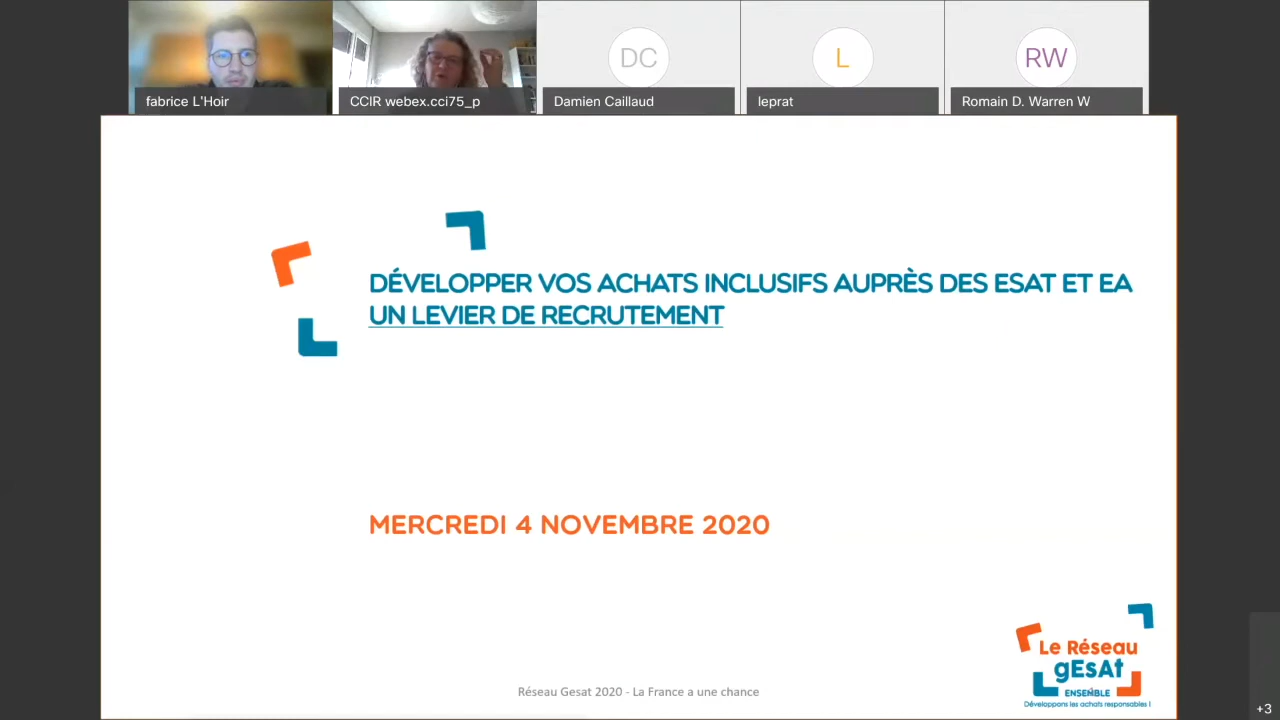 fabrice L'Hoir
CCIR webex.cci75_p
DC
Damien Caillaud
L
leprat
RW
Romain D. Warren W
DÉVELOPPER VOS ACHATS INCLUSIFS AUPRÈS DES ESAT ET EA
UN LEVIER DE RECRUTEMENT
MERCREDI 4 NOVEMBRE 2020
Le Réseau
gESAt
ENSEMBLE
Développons les achats responsables !
Réseau Gesat 2020 - La France a une chance
+3